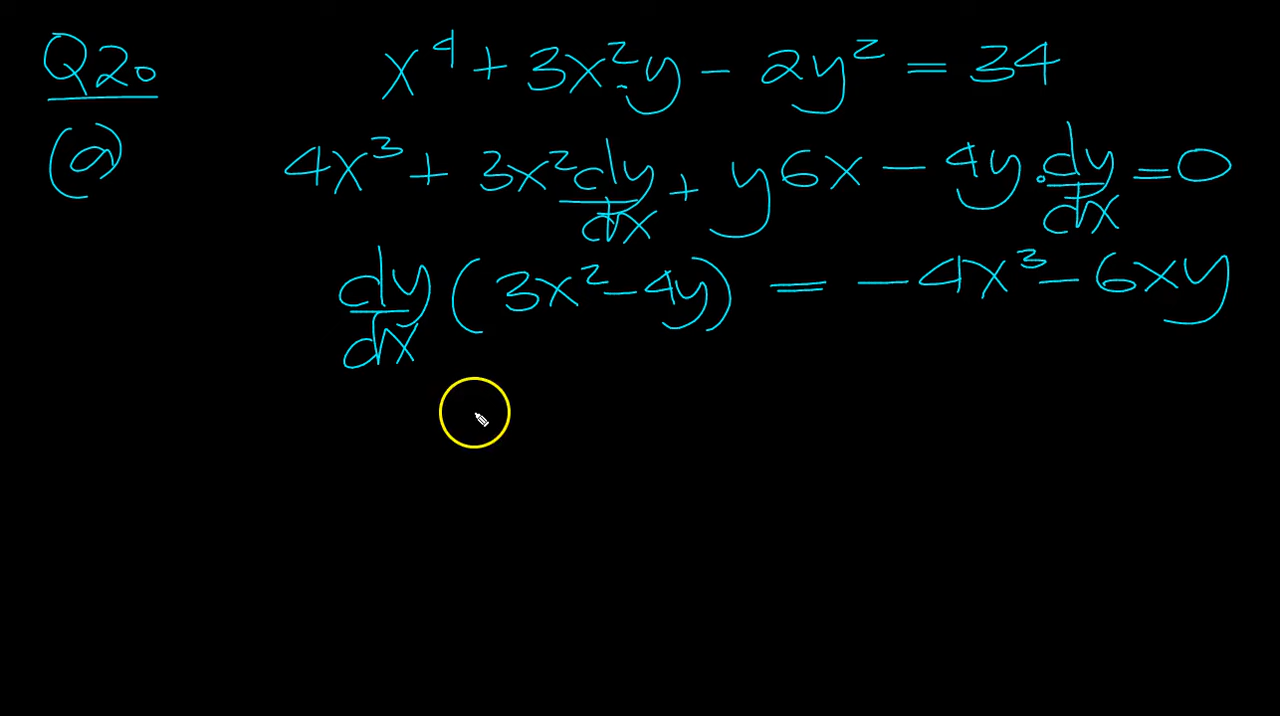 Q20 x⁴ + 3x²y - 2y² = 34
(a) 4x³ + 3x² dy/dx + y6x - 4y · dy/dx = 0
dy/dx (3x² - 4y) = -4x³ - 6xy